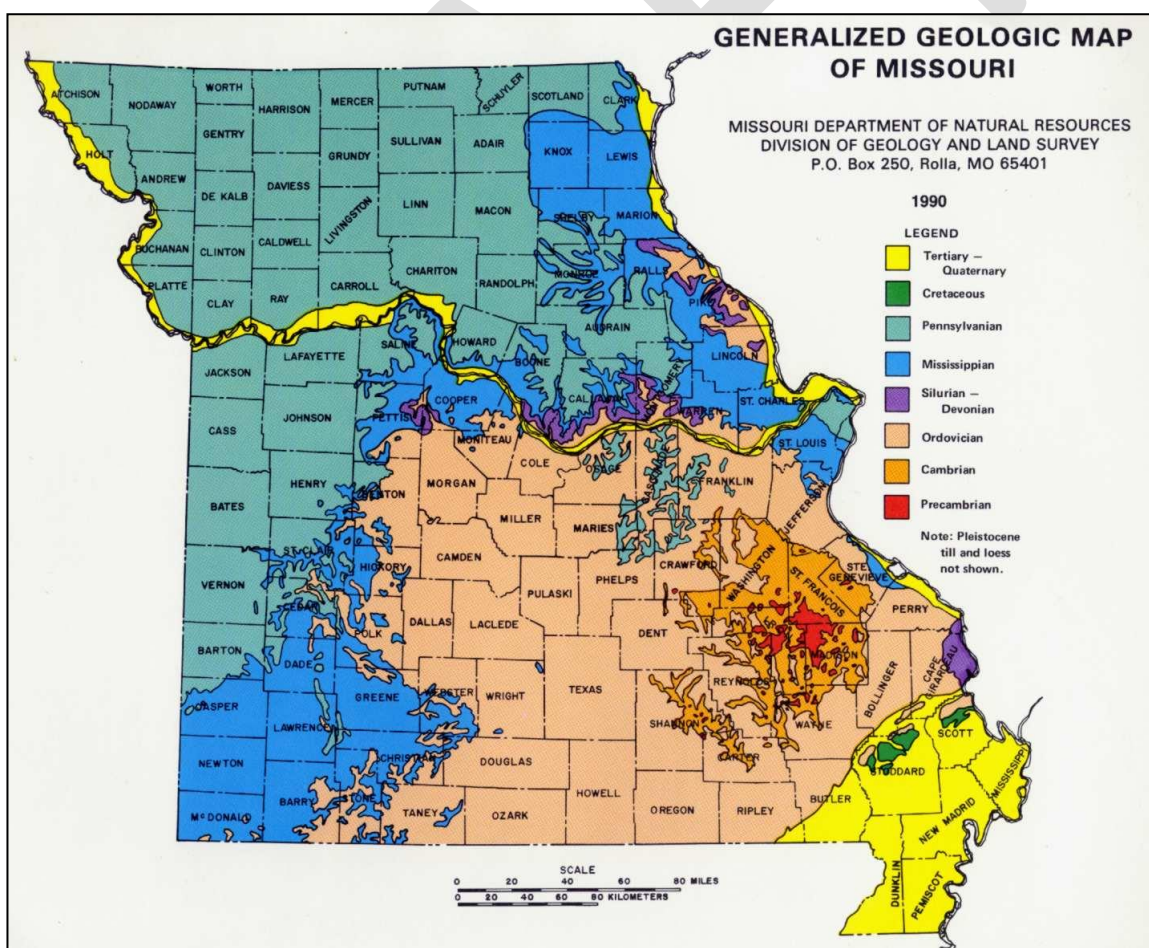 GENERALIZED GEOLOGIC MAP
OF MISSOURI
MISSOURI DEPARTMENT OF NATURAL RESOURCES
DIVISION OF GEOLOGY AND LAND SURVEY
P.O. Box 250, Rolla, MO 65401
1990
LEGEND
Tertiary –
Quaternary
Cretaceous
Pennsylvanian
Mississippian
Silurian –
Devonian
Ordovician
Cambrian
Precambrian
Note: Pleistocene
till and loess
not shown.
ATCHISON
NODAWAY
WORTH
HARRISON
MERCER
PUTNAM
SCHUYLER
SCOTLAND
CLARK
HOLT
ANDREW
GENTRY
DAVIESS
GRUNDY
SULLIVAN
ADAIR
KNOX
LEWIS
DE KALB
LIVINGSTON
LINN
MACON
SHELBY
MARION
BUCHANAN
CLINTON
CALDWELL
CHARITON
MONROE
RALLS
PLATTE
CLAY
RAY
CARROLL
RANDOLPH
PIKE
AUDRAIN
JACKSON
LAFAYETTE
SALINE
HOWARD
BOONE
CALLAWAY
LINCOLN
CASS
JOHNSON
PETTIS
COOPER
WARREN
ST. CHARLES
MONITEAU
COLE
OSAGE
GASCONADE
FRANKLIN
ST. LOUIS
JEFFERSON
BATES
HENRY
BENTON
MORGAN
MILLER
MARIES
ST. CLAIR
HICKORY
CAMDEN
PULASKI
PHELPS
CRAWFORD
WASHINGTON
ST. FRANCOIS
STE.
GENEVIEVE
PERRY
VERNON
CEDAR
POLK
DALLAS
LACLEDE
DENT
MADISON
BOLLINGER
CAPE
GIRARDEAU
BARTON
DADE
GREENE
WEBSTER
WRIGHT
TEXAS
REYNOLDS
SHANNON
WAYNE
SCOTT
JASPER
LAWRENCE
CHRISTIAN
DOUGLAS
HOWELL
CARTER
STODDARD
MISSISSIPPI
NEWTON
BARRY
STONE
TANEY
OZARK
OREGON
RIPLEY
BUTLER
NEW MADRID
McDONALD
DUNKLIN
PEMISCOT
SCALE
0 20 40 60 80 MILES
0 20 40 60 80 KILOMETERS